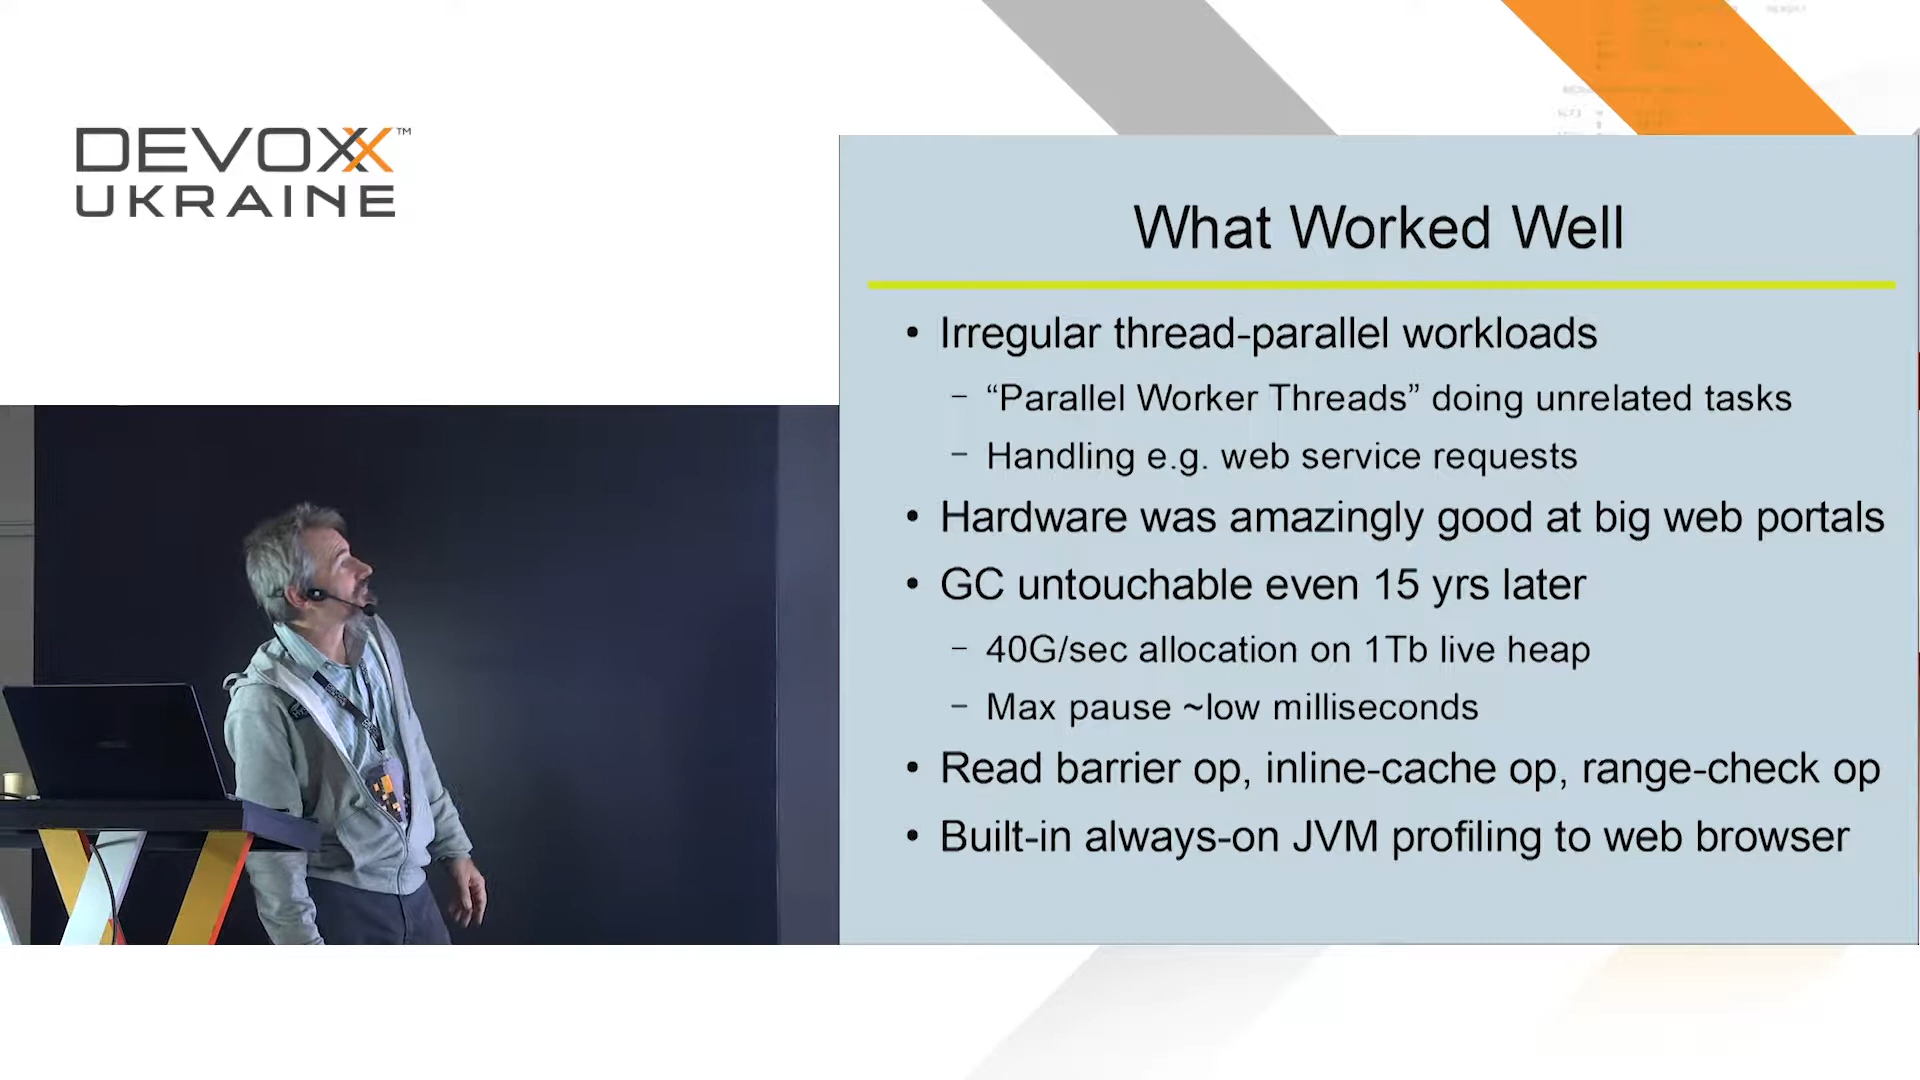 DEVOXX™
UKRAINE
What Worked Well
• Irregular thread-parallel workloads
– “Parallel Worker Threads” doing unrelated tasks
– Handling e.g. web service requests
• Hardware was amazingly good at big web portals
• GC untouchable even 15 yrs later
– 40G/sec allocation on 1Tb live heap
– Max pause ~low milliseconds
• Read barrier op, inline-cache op, range-check op
• Built-in always-on JVM profiling to web browser